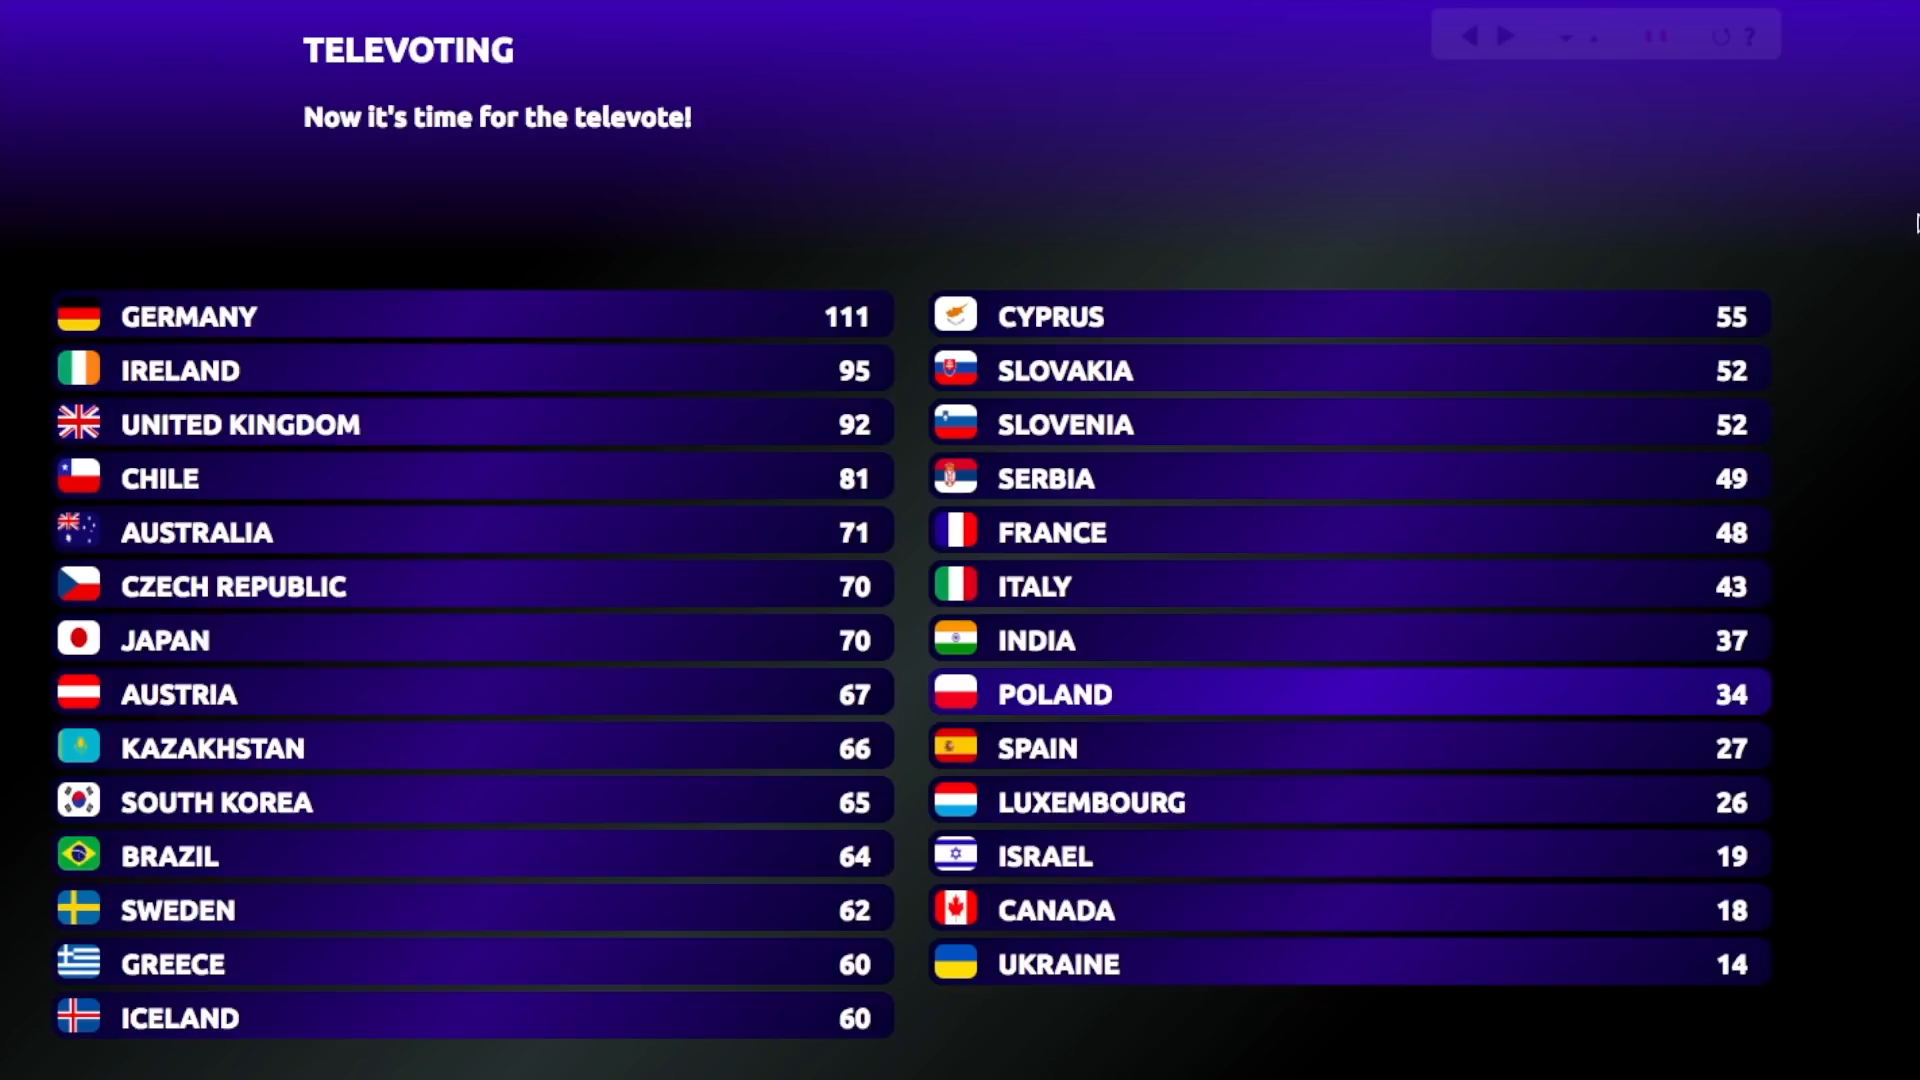 TELEVOTING
Now it's time for the televote!
?
GERMANY 111
IRELAND 95
UNITED KINGDOM 92
CHILE 81
AUSTRALIA 71
CZECH REPUBLIC 70
JAPAN 70
AUSTRIA 67
KAZAKHSTAN 66
SOUTH KOREA 65
BRAZIL 64
SWEDEN 62
GREECE 60
ICELAND 60
CYPRUS 55
SLOVAKIA 52
SLOVENIA 52
SERBIA 49
FRANCE 48
ITALY 43
INDIA 37
POLAND 34
SPAIN 27
LUXEMBOURG 26
ISRAEL 19
CANADA 18
UKRAINE 14